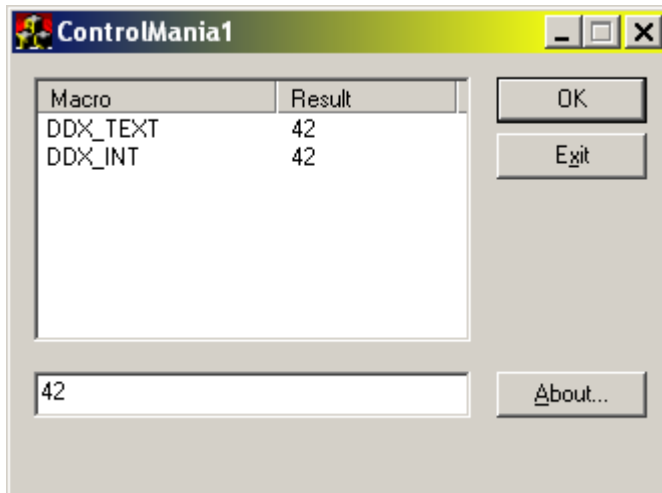 ControlMania1
Macro Result
DDX_TEXT 42
DDX_INT 42
OK
Exit
42
About...